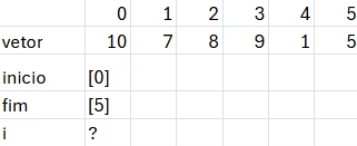 0 1 2 3 4 5
vetor 10 7 8 9 1 5
inicio [0]
fim [5]
i ?